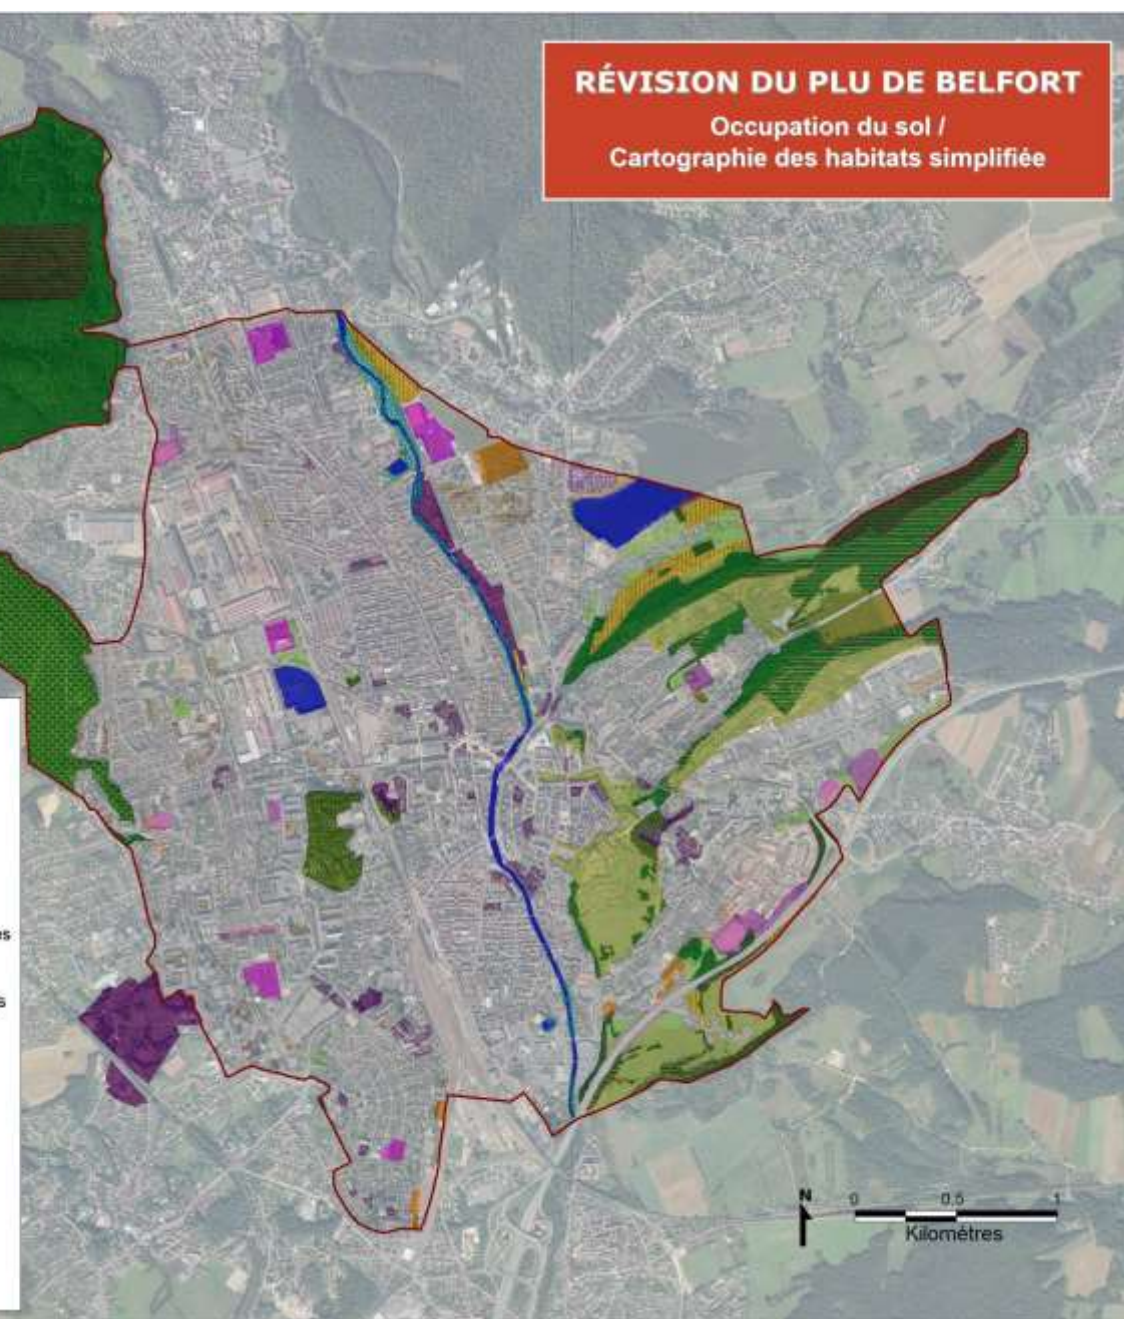 RÉVISION DU PLU DE BELFORT
Occupation du sol /
Cartographie des habitats simplifiée
N
0 0.5 1
Kilomètres